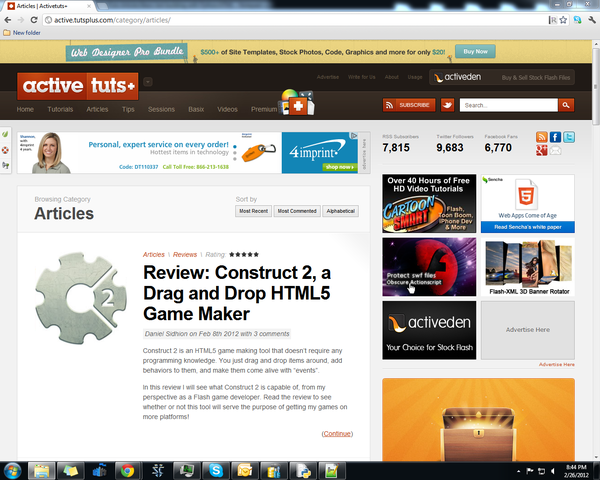 Articles | Activetuts+
active.tutsplus.com/category/articles/
New folder
Web Designer Pro Bundle
$500+ of Site Templates, Stock Photos, Code, Graphics and more for only $20!
Buy Now
active tuts+
Advertise
Write for Us
About
Usage
activeden
Buy & Sell Stock Flash Files
Home
Tutorials
Articles
Tips
Sessions
Basix
Videos
Premium
SUBSCRIBE
Search...
Shannon,
Personal, expert service on every order!
Hottest items in technology
Code: DT110337 Call Toll Free: 866-213-1638
4imprint
shop now
Advertise here
RSS Subscribers
7,815
Twitter Followers
9,683
Facebook Fans
6,770
Browsing Category
Articles
Sort by
Most Recent
Most Commented
Alphabetical
Over 40 Hours of Free
HD Video Tutorials
CARTOON SMART
Flash,
Toon Boom,
iPhone Dev
& More
Sencha
HTML
5
Web Apps Come of Age
Read Sencha's white paper
Protect swf files
Obscure Actionscript
Flash-XML 3D Banner Rotator
activeden
Your Choice for Stock Flash
Advertise Here
Advertise Here
Articles \ Reviews \ Rating:
Review: Construct 2, a
Drag and Drop HTML5
Game Maker
Daniel Sidhion on Feb 8th 2012 with 3 comments
Construct 2 is an HTML5 game making tool that doesn't require any
programming knowledge. You just drag and drop items around, add
behaviors to them, and make them come alive with “events”.
In this review I will see what Construct 2 is capable of, from my
perspective as a Flash game developer. Read the review to see
whether or not this tool will serve the purpose of getting my games on
more platforms!
(Continue)
2
8:44 PM
2/26/2012